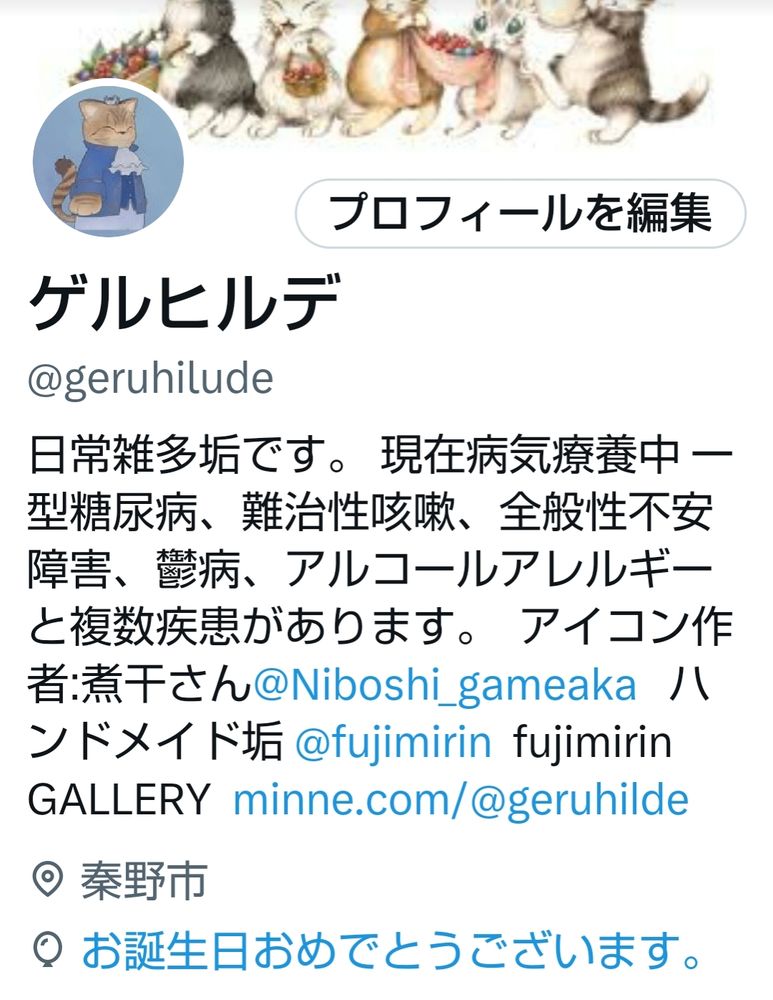 プロフィールを編集
ゲルヒルデ
@geruhilude
日常雑多垢です。 現在病気療養中 一
型糖尿病、難治性咳嗽、全般性不安
障害、鬱病、アルコールアレルギー
と複数疾患があります。 アイコン作
者:煮干さん@Niboshi_gameaka ハ
ンドメイド垢 @fujimirin fujimirin
GALLERY minne.com/@geruhilde
秦野市
お誕生日おめでとうございます。